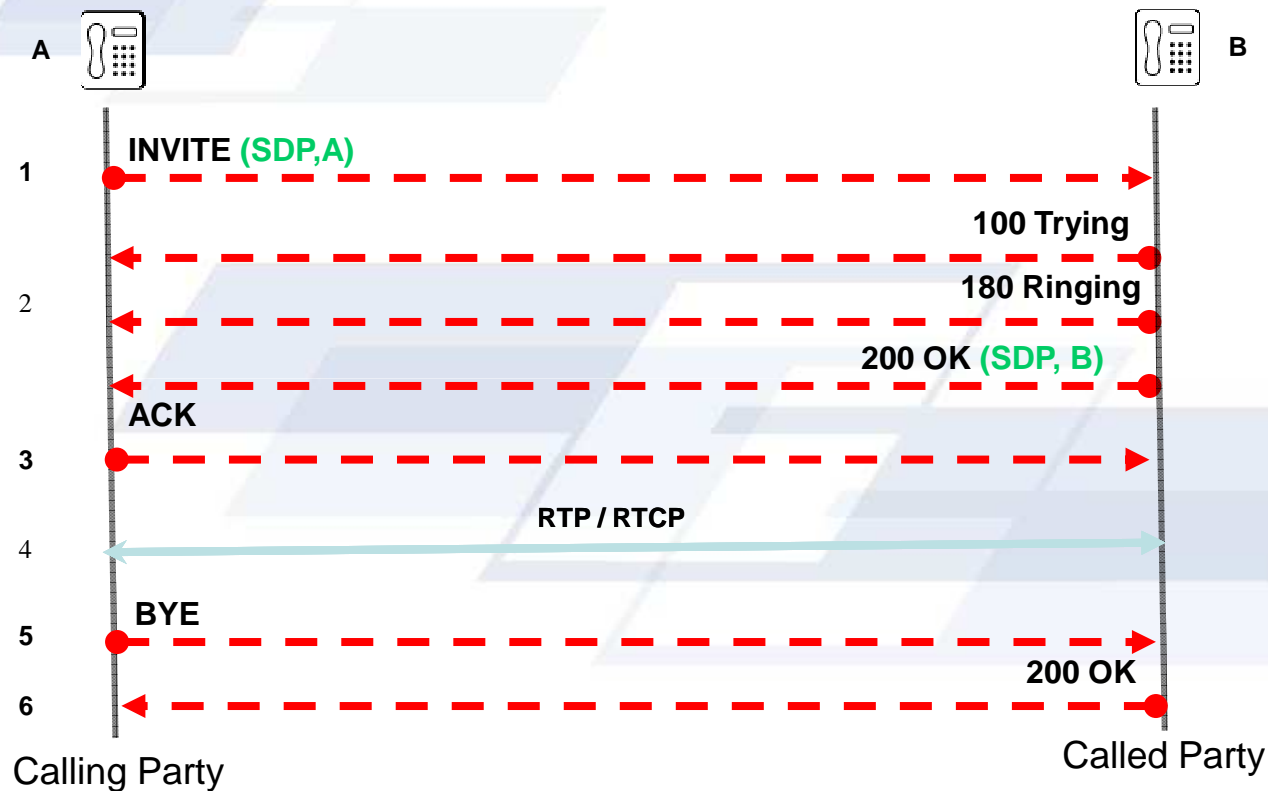 A
B
INVITE (SDP,A)
1
100 Trying
180 Ringing
2
200 OK (SDP, B)
ACK
3
RTP / RTCP
4
BYE
5
200 OK
6
Calling Party
Called Party